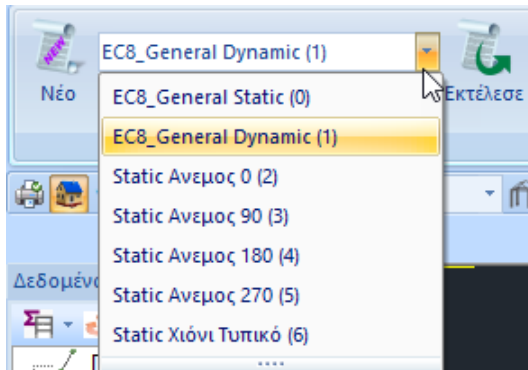 NEW
EC8_General Dynamic (1)
Νέο
Εκτέλεσε
EC8_General Static (0)
EC8_General Dynamic (1)
Static Ανεμος 0 (2)
Static Ανεμος 90 (3)
Static Ανεμος 180 (4)
Static Ανεμος 270 (5)
Static Χιόνι Τυπικό (6)
Δεδομένα